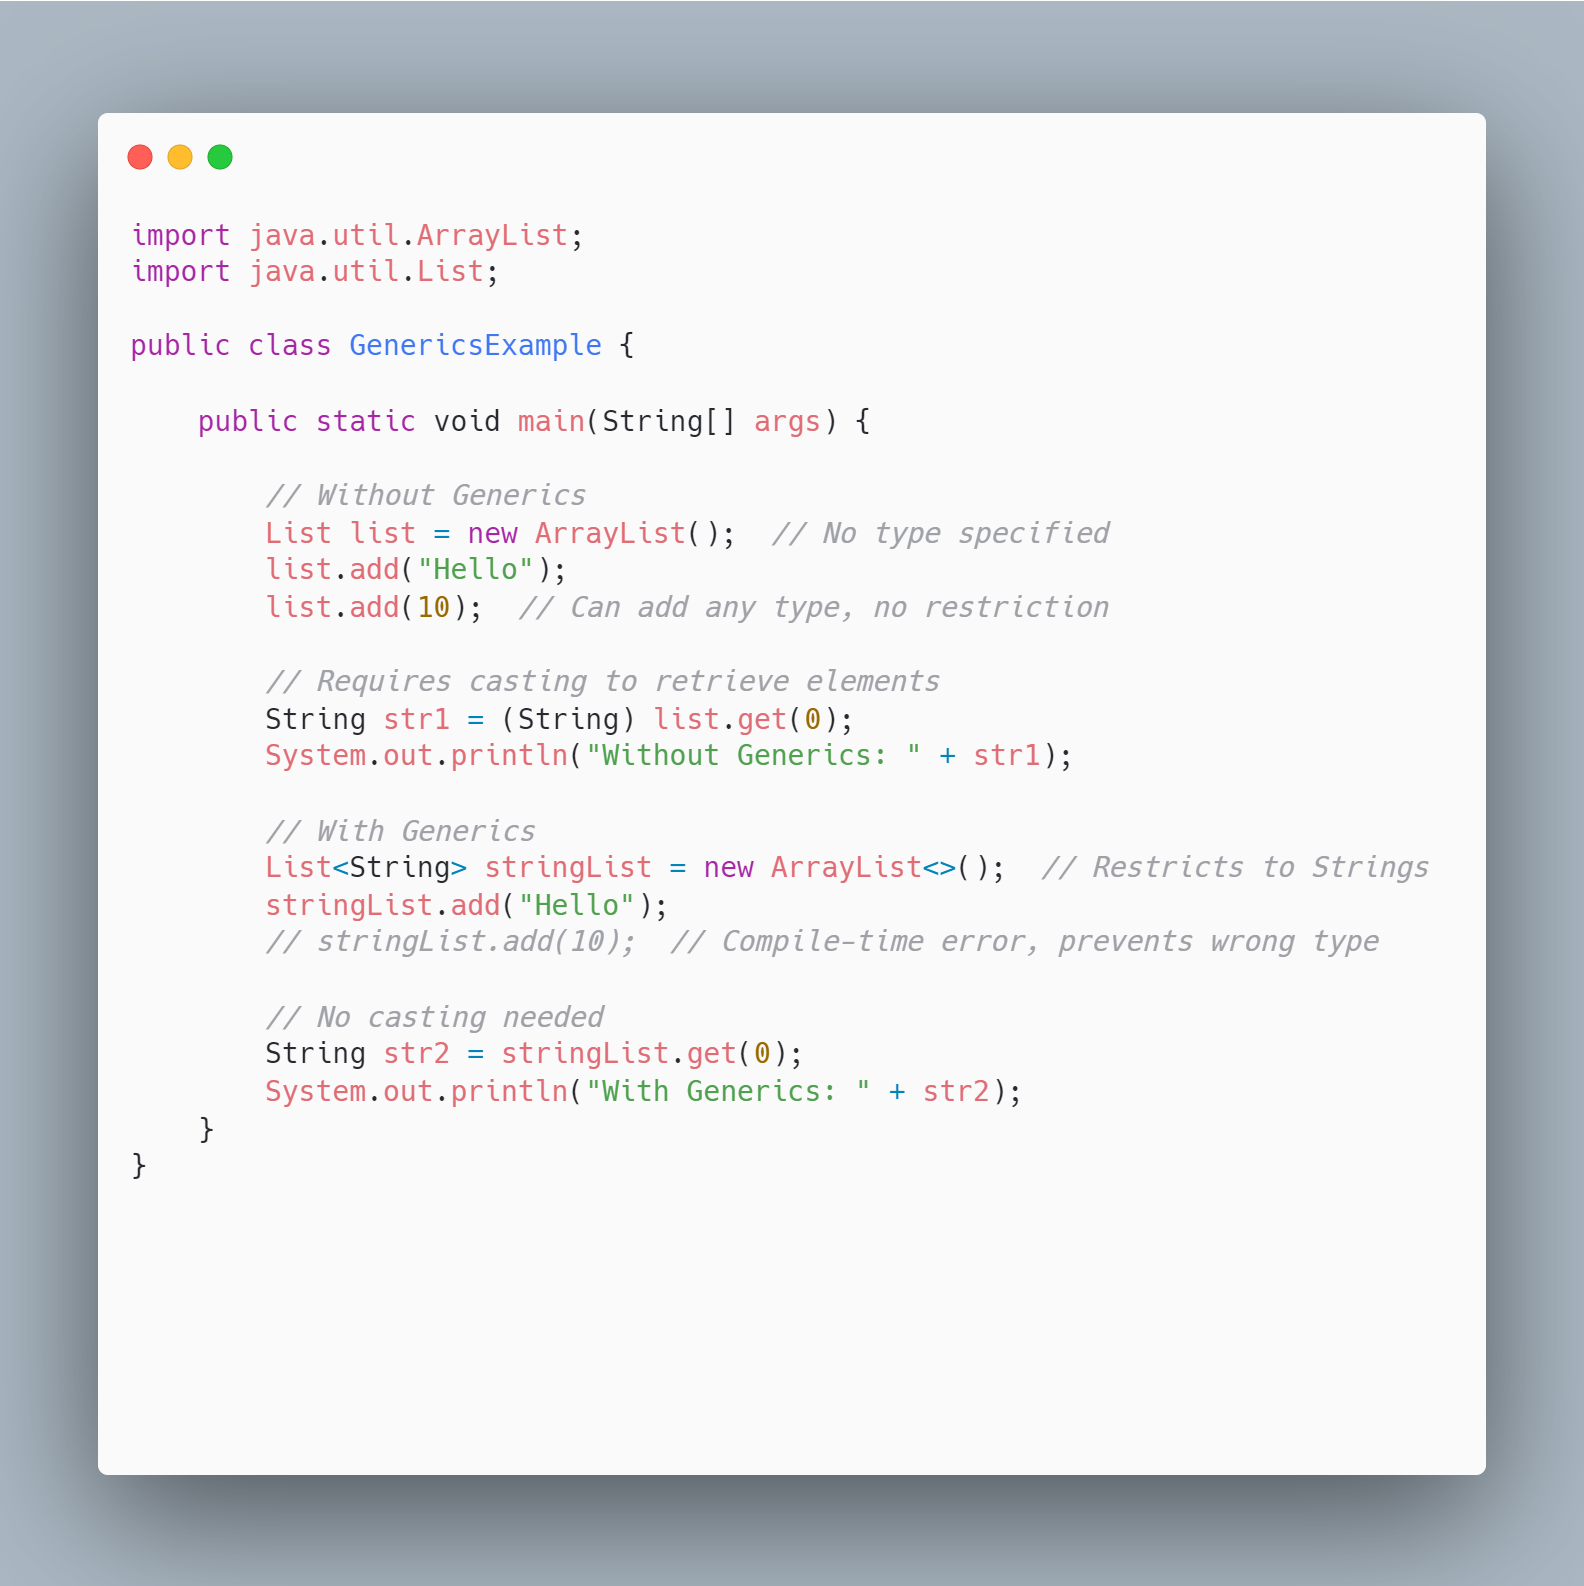 import java.util.ArrayList;
import java.util.List;

public class GenericsExample {

    public static void main(String[] args) {

        // Without Generics
        List list = new ArrayList();  // No type specified
        list.add("Hello");
        list.add(10);  // Can add any type, no restriction

        // Requires casting to retrieve elements
        String str1 = (String) list.get(0);
        System.out.println("Without Generics: " + str1);

        // With Generics
        List<String> stringList = new ArrayList<>();  // Restricts to Strings
        stringList.add("Hello");
        // stringList.add(10);  // Compile-time error, prevents wrong type

        // No casting needed
        String str2 = stringList.get(0);
        System.out.println("With Generics: " + str2);
    }
}